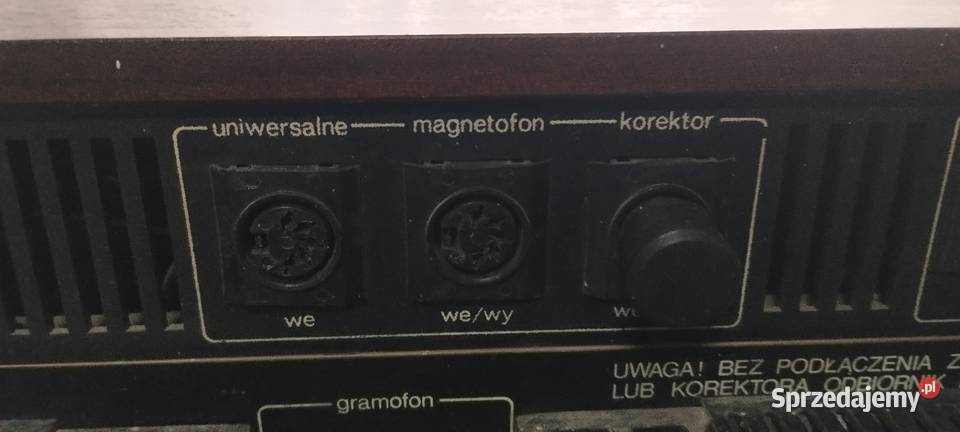 uniwersalne magnetofon korektor
we we/wy
UWAGA! BEZ PODŁĄCZENIA
LUB KOREKTORA ODBIORNIK
gramofon
Sprzedajemy.pl